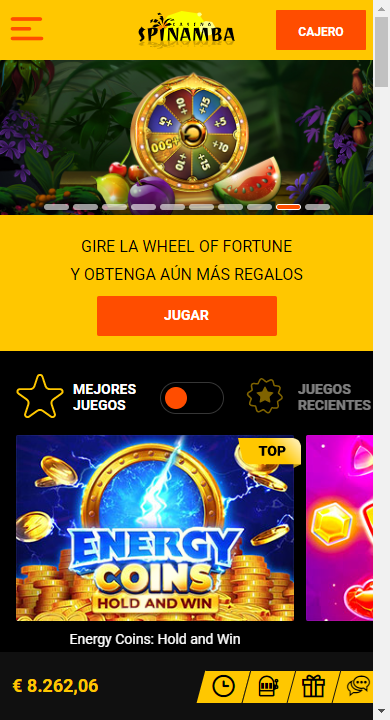 CASINO
SPINAMBA
CAJERO
GIRE LA WHEEL OF FORTUNE
Y OBTENGA AÚN MÁS REGALOS
JUGAR
MEJORES
JUEGOS
JUEGOS
RECIENTES
TOP
ENERGY
COINS
HOLD AND WIN
Energy Coins: Hold and Win
€ 8.262,06